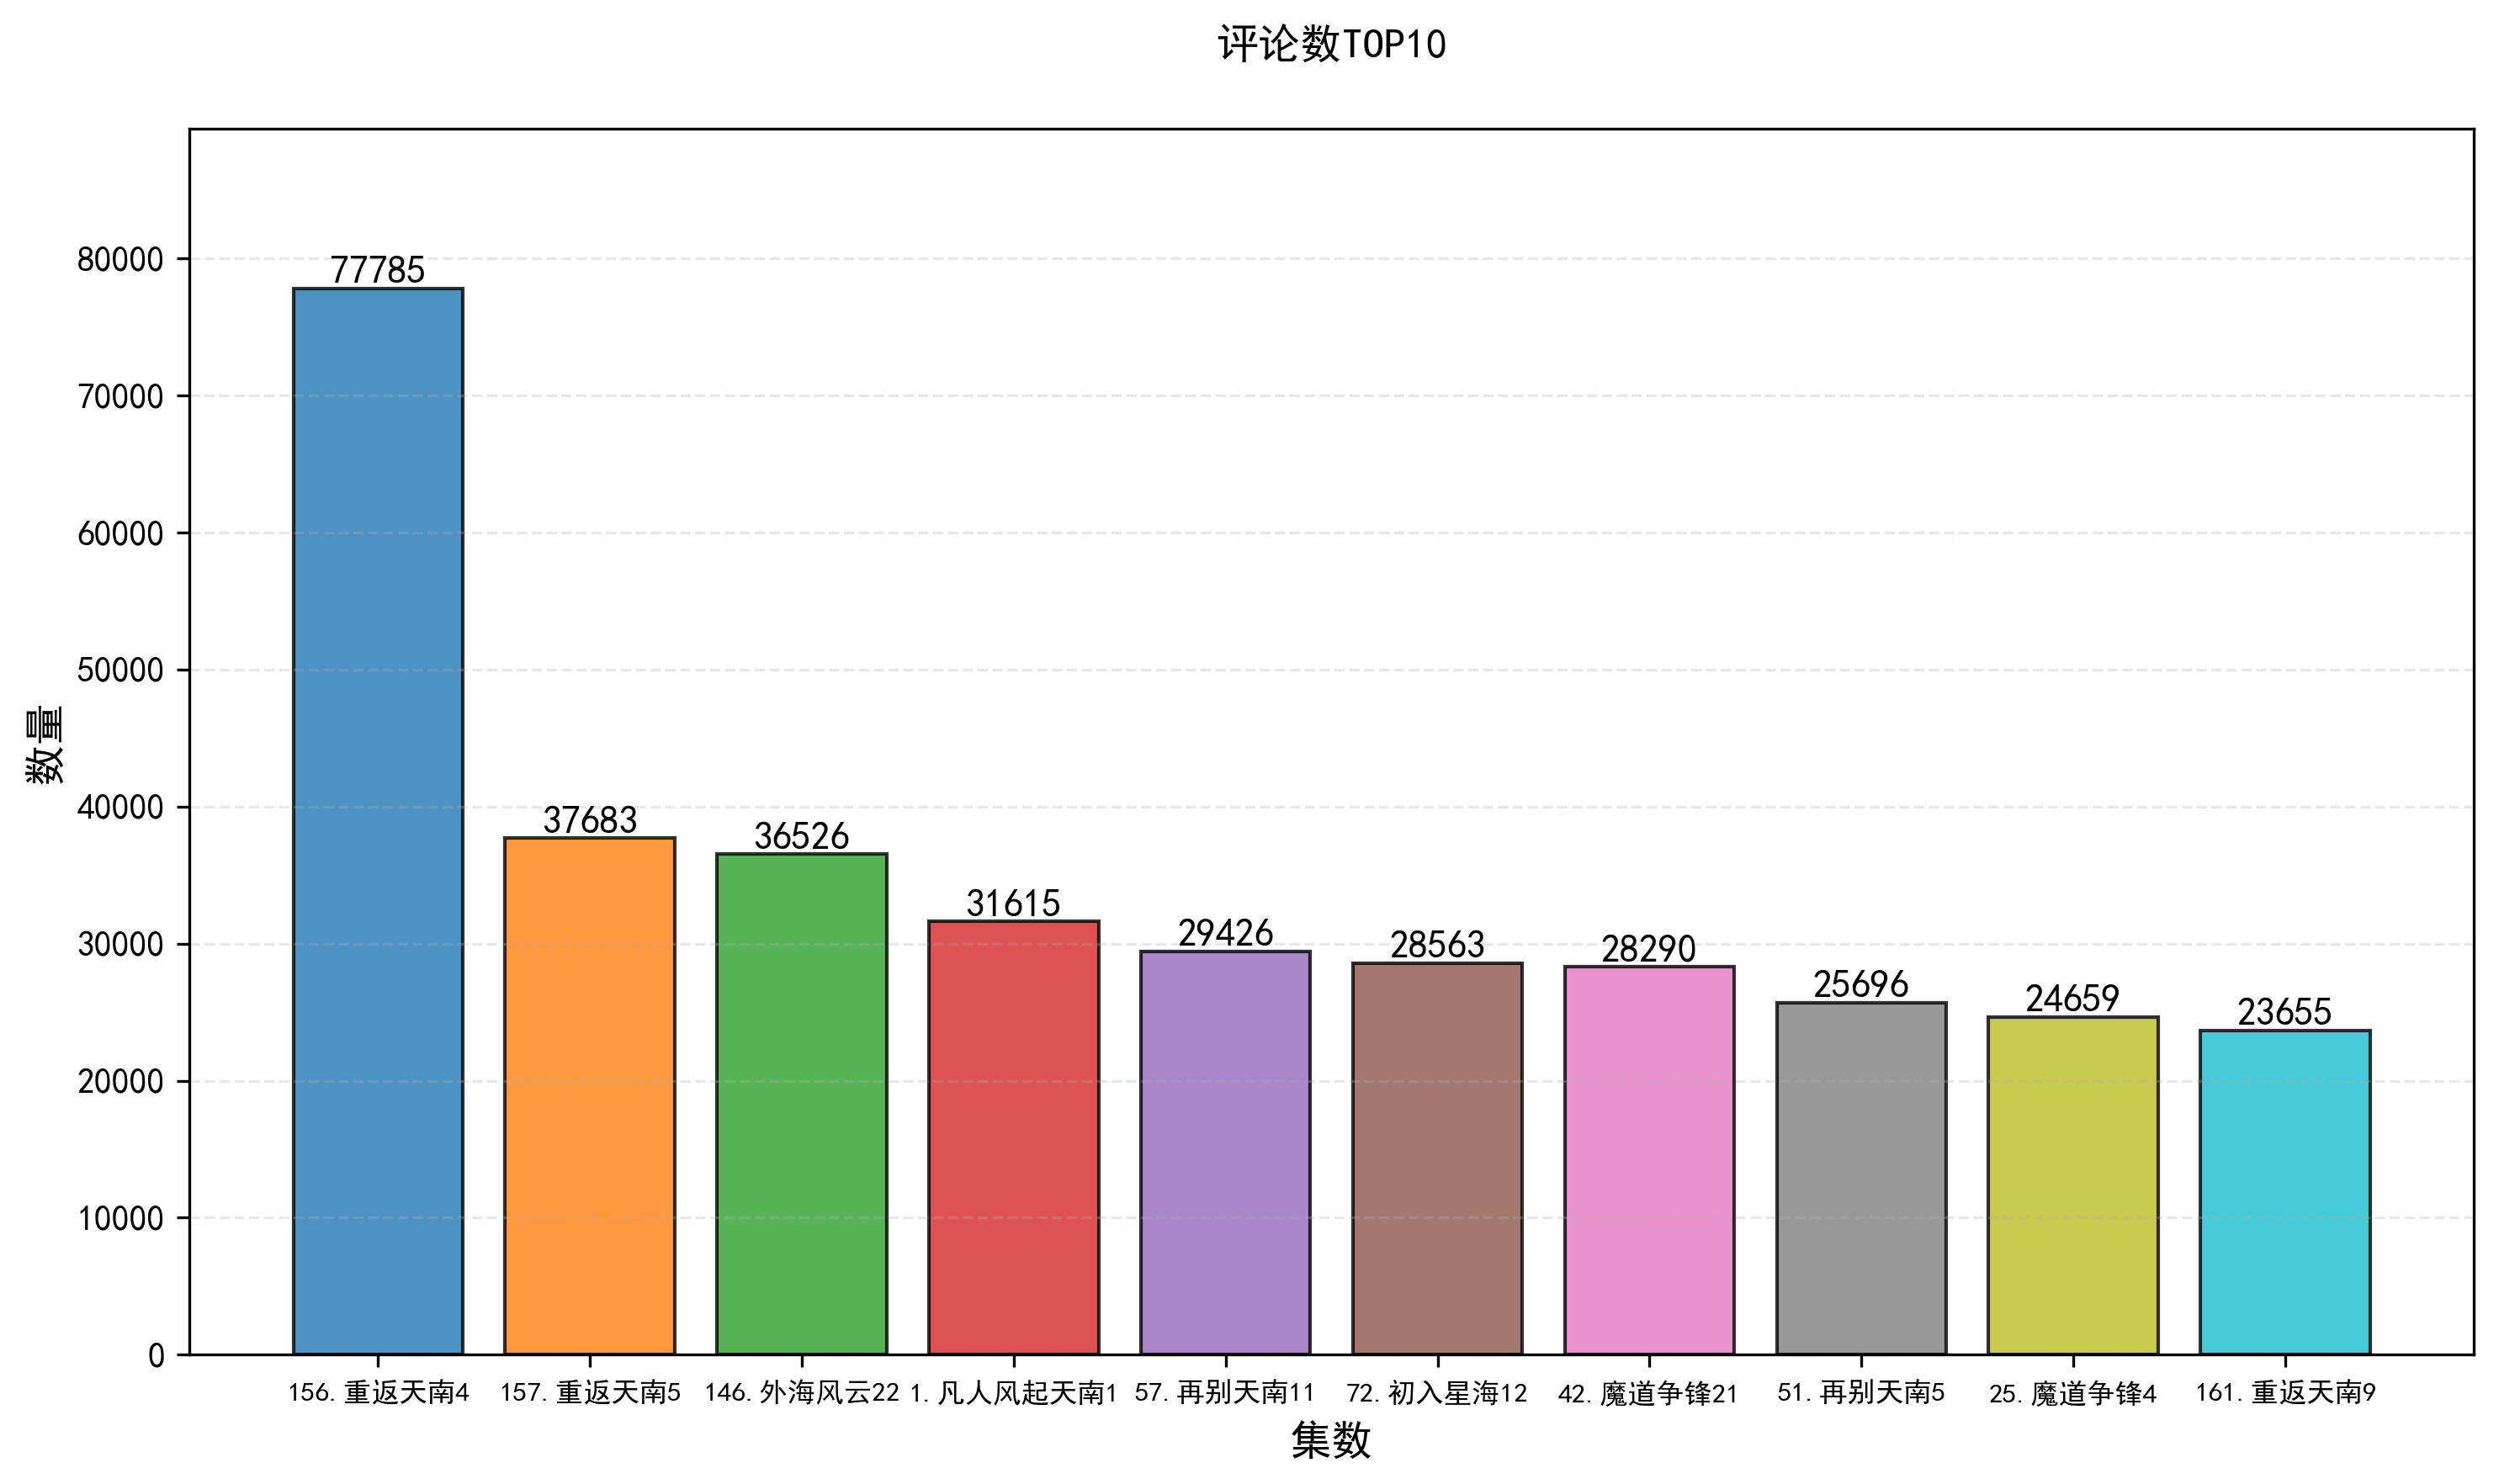 评论数TOP10
数量
80000
70000
60000
50000
40000
30000
20000
10000
0
77785
37683
36526
31615
29426
28563
28290
25696
24659
23655
156.重返天南4
157.重返天南5
146.外海风云22
1.凡人风起天南1
57.再别天南11
72.初入星海12
42.魔道争锋21
51.再别天南5
25.魔道争锋4
161.重返天南9
集数